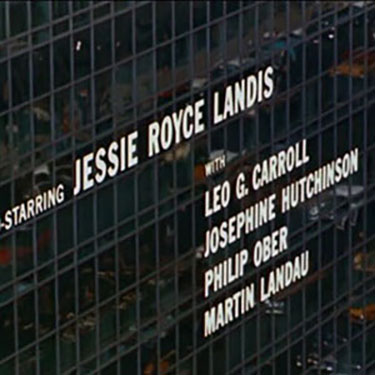 -STARRING JESSIE ROYCE LANDIS
WITH
LEO G. CARROLL
JOSEPHINE HUTCHINSON
PHILIP OBER
MARTIN LANDAU